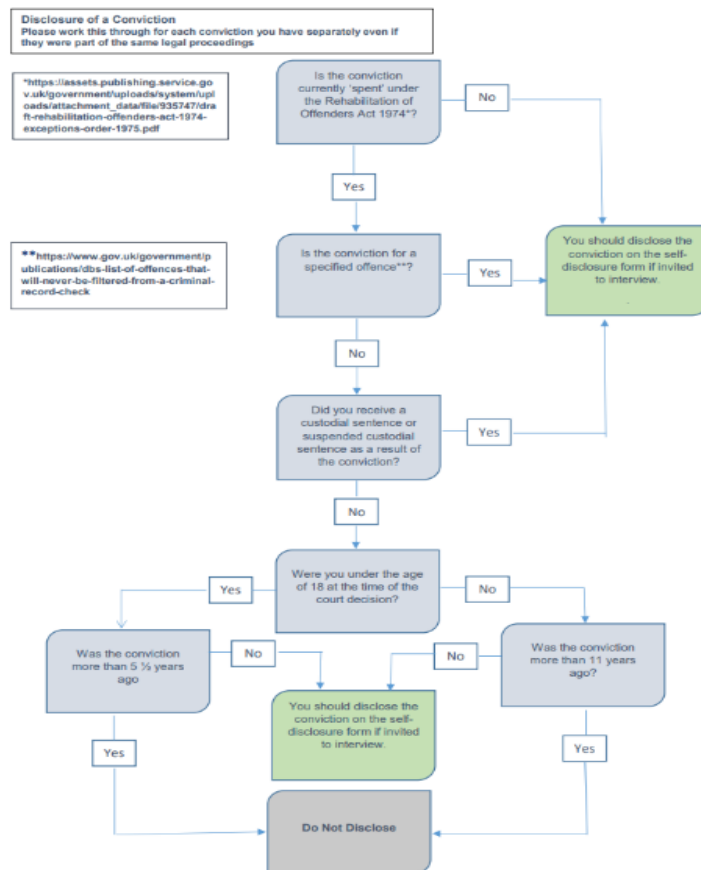 Disclosure of a Conviction
Please work this through for each conviction you have separately even if
they were part of the same legal proceedings
*https://assets.publishing.service.go
v.uk/government/uploads/system/upl
oads/attachment_data/file/935747/dra
ft-rehabilitation-offenders-act-1974-
exceptions-order-1975.pdf
Is the conviction
currently 'spent' under
the Rehabilitation of
Offenders Act 1974*?
No
Yes
**https://www.gov.uk/government/p
ublications/dbs-list-of-offences-that-
will-never-be-filtered-from-a-criminal-
record-check
Is the conviction for a
specified offence**?
Yes
You should disclose the
conviction on the self-
disclosure form if invited
to interview.
.
No
Did you receive a
custodial sentence or
suspended custodial
sentence as a result of
the conviction?
Yes
No
Were you under the age
of 18 at the time of the
court decision?
Yes
No
Was the conviction
more than 5 ½ years
ago
No
No
Was the conviction
more than 11 years
ago?
You should disclose the
conviction on the self-
disclosure form if invited
to interview.
Yes
Yes
Do Not Disclose